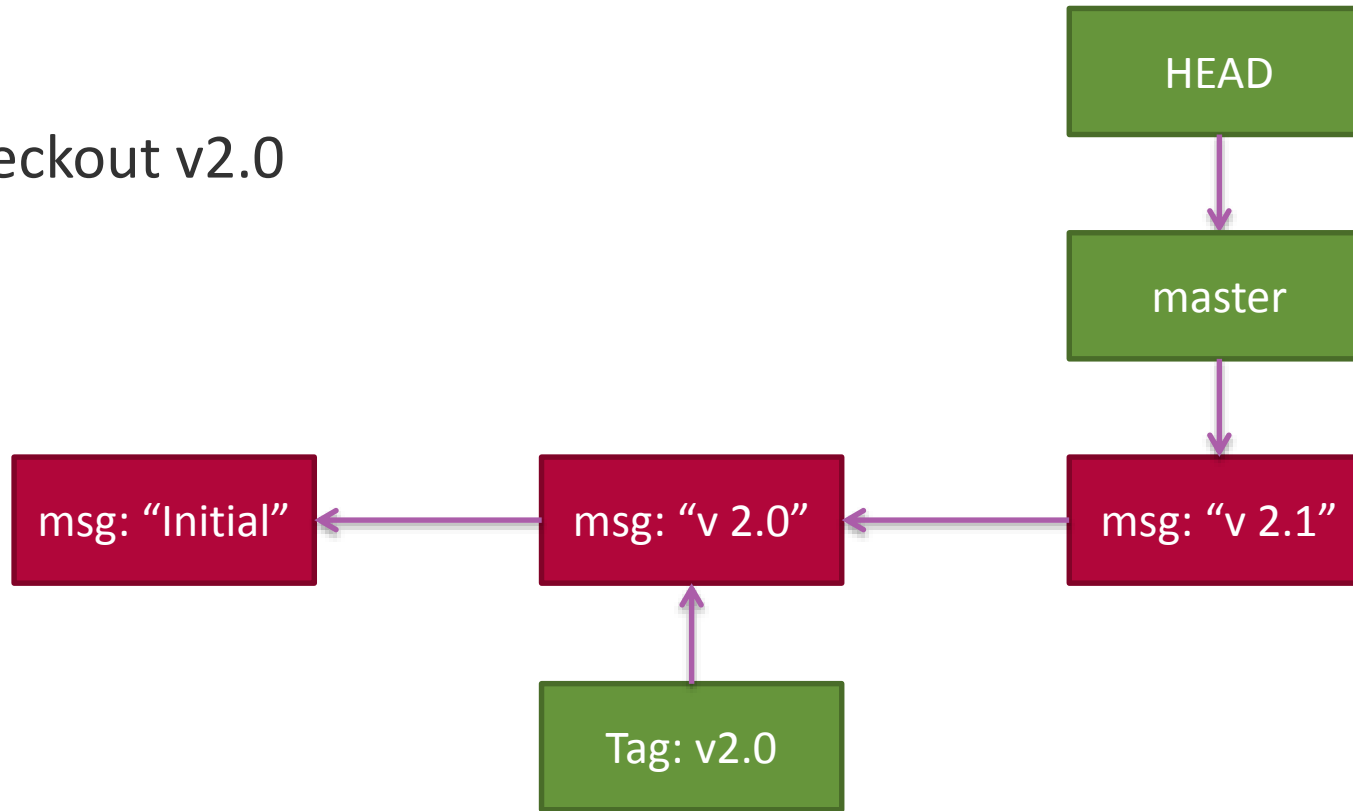 HEAD
eckout v2.0
master
msg: “Initial”
msg: “v 2.0”
msg: “v 2.1”
Tag: v2.0